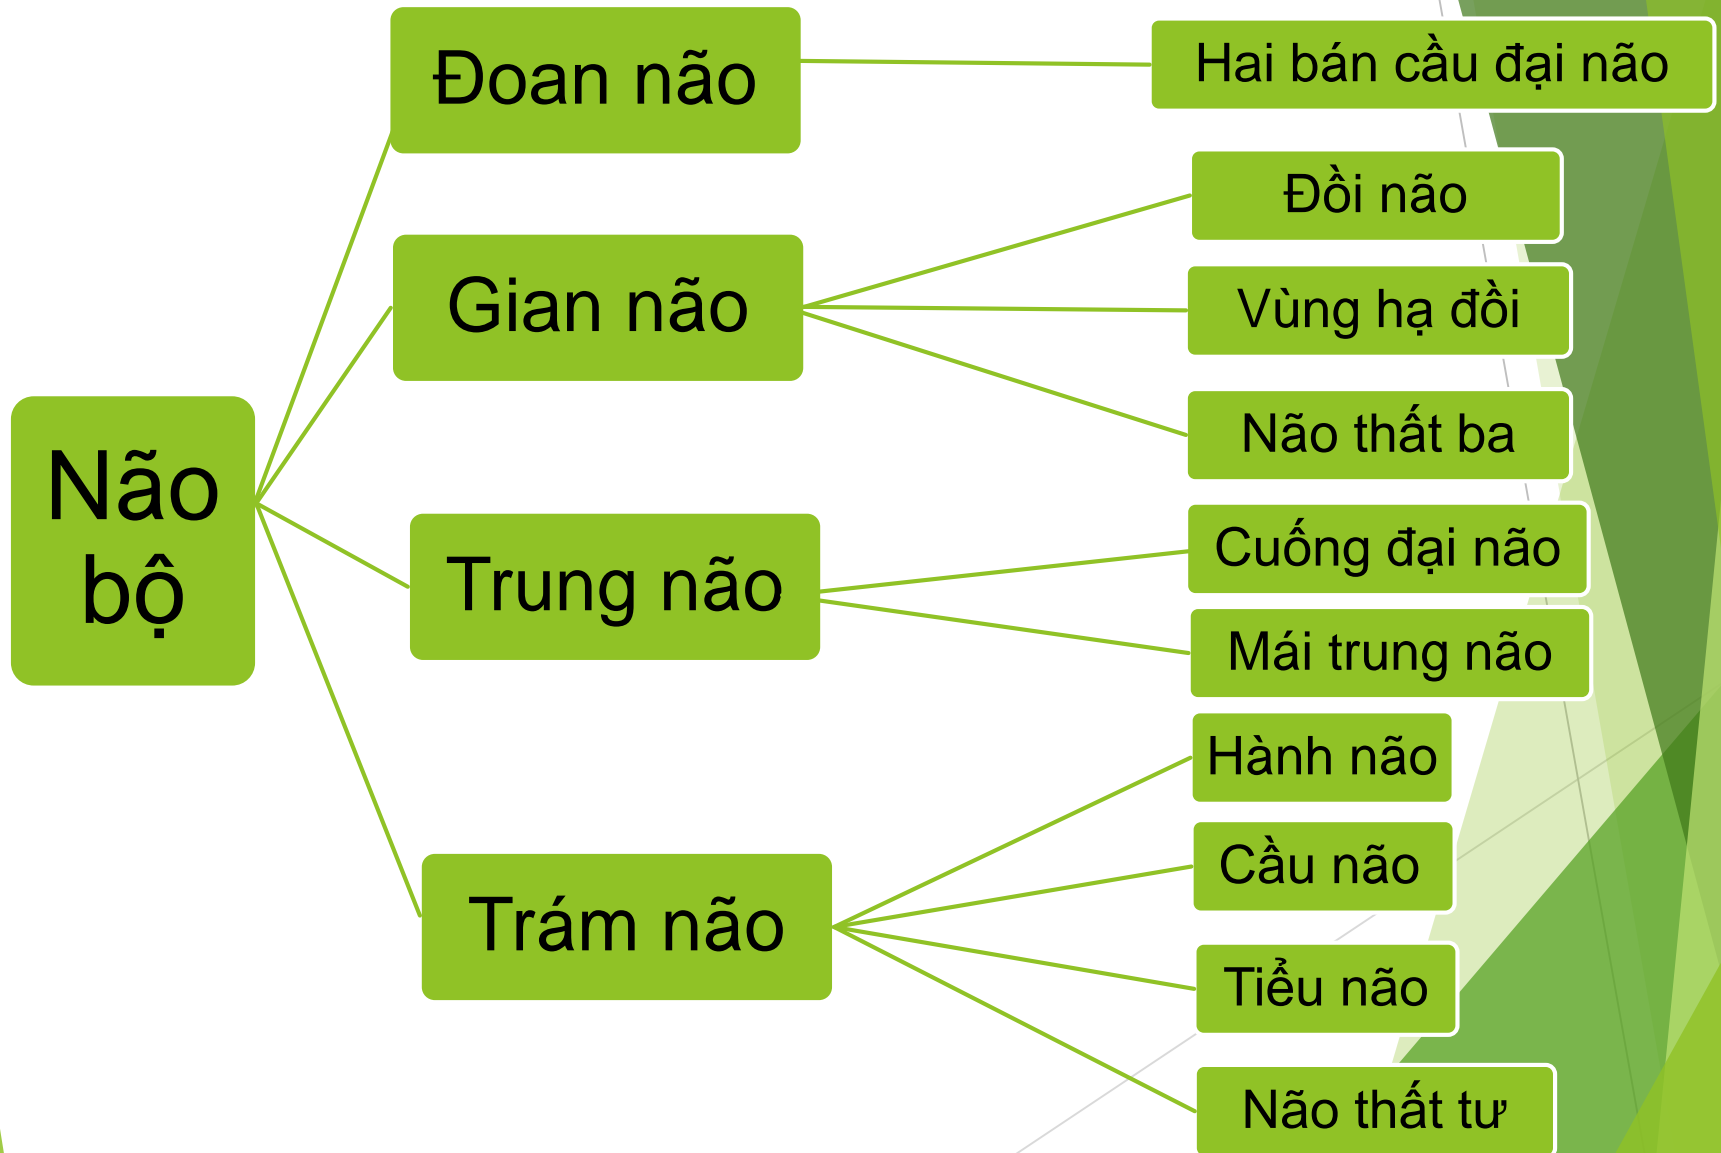 Não
bộ
Đoan não
Hai bán cầu đại não
Gian não
Đồi não
Vùng hạ đồi
Não thất ba
Trung não
Cuống đại não
Mái trung não
Trám não
Hành não
Cầu não
Tiểu não
Não thất tư